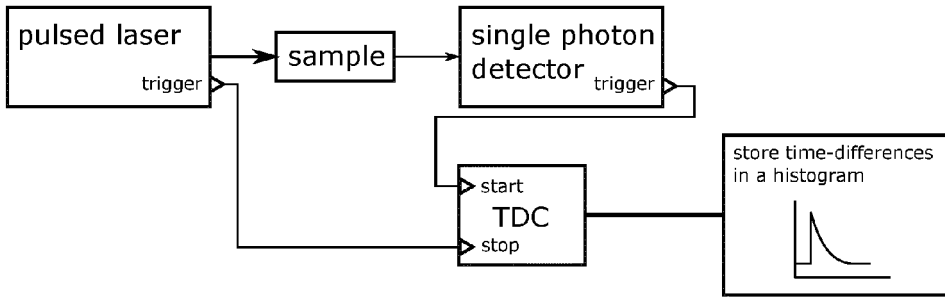 pulsed laser
trigger
sample
single photon
detector
trigger
start
TDC
stop
store time-differences
in a histogram